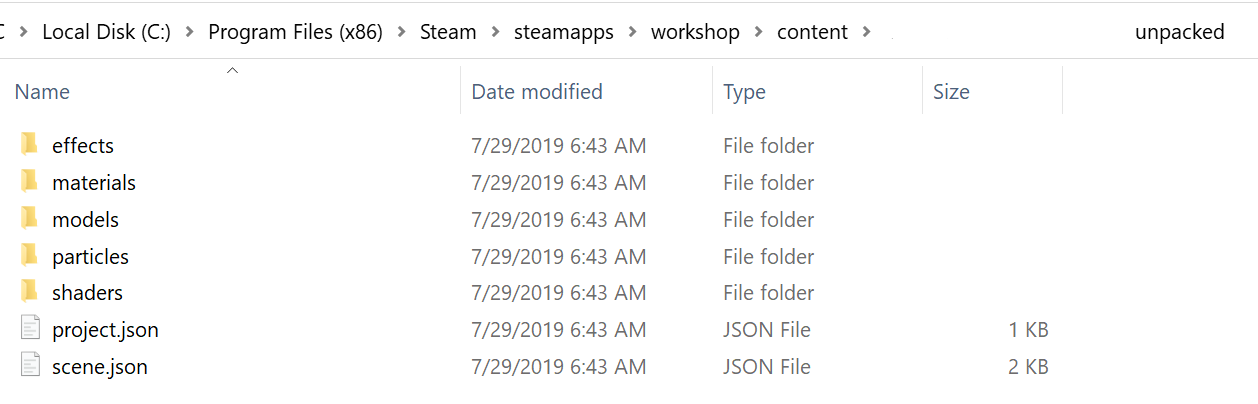 C > Local Disk (C:) > Program Files (x86) > Steam > steamapps > workshop > content > unpacked
Name Date modified Type Size
effects 7/29/2019 6:43 AM File folder
materials 7/29/2019 6:43 AM File folder
models 7/29/2019 6:43 AM File folder
particles 7/29/2019 6:43 AM File folder
shaders 7/29/2019 6:43 AM File folder
project.json 7/29/2019 6:43 AM JSON File 1 KB
scene.json 7/29/2019 6:43 AM JSON File 2 KB